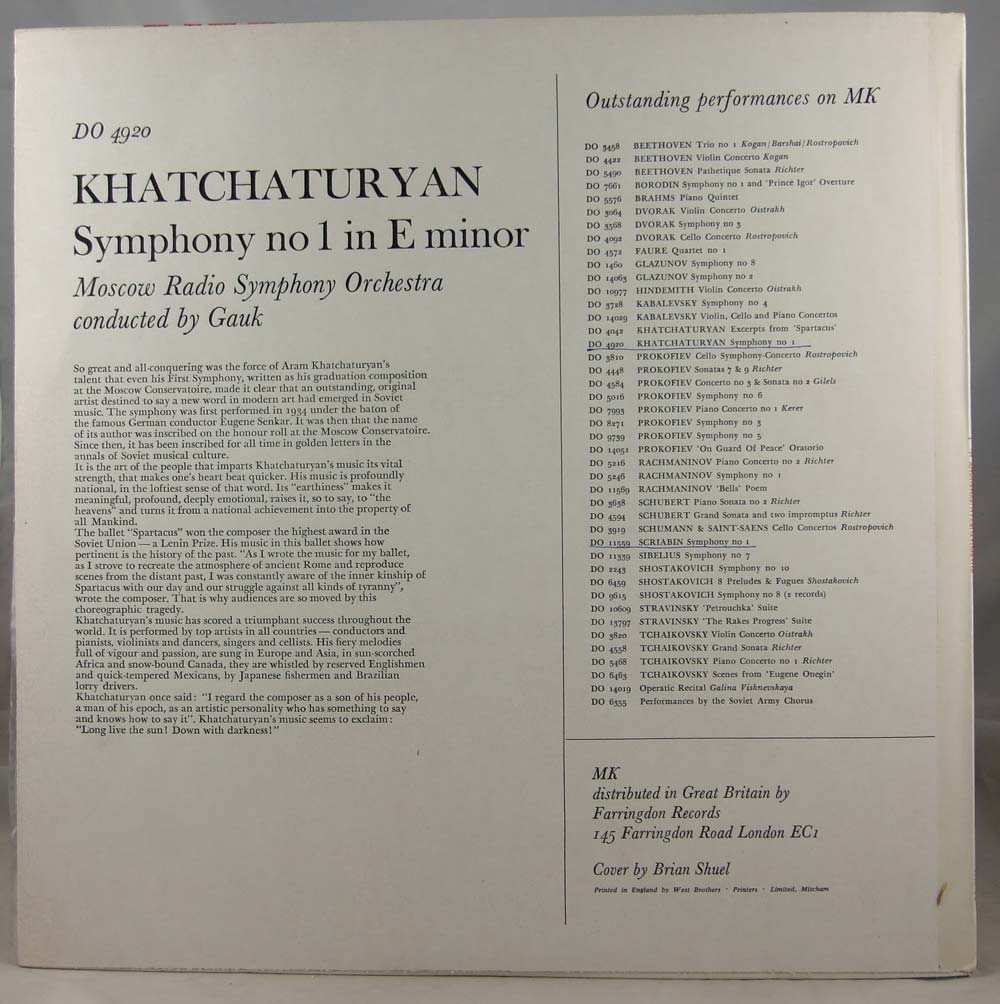 DO 4920
KHATCHATURYAN
Symphony no 1 in E minor
Moscow Radio Symphony Orchestra
conducted by Gauk
So great and all-conquering was the force of Aram Khatchaturyan's
talent that even his First Symphony, written as his graduation composition
at the Moscow Conservatoire, made it clear that an outstanding, original
artist destined to say a new word in modern art had emerged in Soviet
music. The symphony was first performed in 1934 under the baton of
the famous German conductor Eugene Senkar. It was then that the name
of its author was inscribed on the honour roll at the Moscow Conservatoire.
Since then, it has been inscribed for all time in golden letters in the
annals of Soviet musical culture.
It is the art of the people that imparts Khatchaturyan's music its vital
strength, that makes one's heart beat quicker. His music is profoundly
national, in the loftiest sense of that word. Its "earthiness" makes it
meaningful, profound, deeply emotional, raises it, so to say, to "the
heavens" and turns it from a national achievement into the property of
all Mankind.
The ballet "Spartacus" won the composer the highest award in the
Soviet Union — a Lenin Prize. His music in this ballet shows how
pertinent is the history of the past. "As I wrote the music for my ballet,
as I strove to recreate the atmosphere of ancient Rome and reproduce
scenes from the distant past, I was constantly aware of the inner kinship of
Spartacus with our day and our struggle against all kinds of tyranny",
wrote the composer. That is why audiences are so moved by this
choreographic tragedy.
Khatchaturyan's music has scored a triumphant success throughout the
world. It is performed by top artists in all countries — conductors and
pianists, violinists and dancers, singers and cellists. His fiery melodies
full of vigour and passion, are sung in Europe and Asia, in sun-scorched
Africa and snow-bound Canada, they are whistled by reserved Englishmen
and quick-tempered Mexicans, by Japanese fishermen and Brazilian
lorry drivers.
Khatchaturyan once said: "I regard the composer as a son of his people,
a man of his epoch, as an artistic personality who has something to say
and knows how to say it". Khatchaturyan's music seems to exclaim:
"Long live the sun! Down with darkness!"
Outstanding performances on MK
DO 3458 BEETHOVEN Trio no 1 Kogan/Barshai/Rostropovich
DO 4422 BEETHOVEN Violin Concerto Kogan
DO 5490 BEETHOVEN Pathetique Sonata Richter
DO 7661 BORODIN Symphony no 1 and 'Prince Igor' Overture
DO 5576 BRAHMS Piano Quintet
DO 3064 DVORAK Violin Concerto Oistrakh
DO 3568 DVORAK Symphony no 3
DO 4092 DVORAK Cello Concerto Rostropovich
DO 4572 FAURE Quartet no 1
DO 1460 GLAZUNOV Symphony no 8
DO 14063 GLAZUNOV Symphony no 2
DO 10977 HINDEMITH Violin Concerto Oistrakh
DO 3728 KABALEVSKY Symphony no 4
DO 14029 KABALEVSKY Violin, Cello and Piano Concertos
DO 4042 KHATCHATURYAN Excerpts from 'Spartacus'
DO 4920 KHATCHATURYAN Symphony no 1
DO 3810 PROKOFIEV Cello Symphony-Concerto Rostropovich
DO 4448 PROKOFIEV Sonatas 7 & 9 Richter
DO 4584 PROKOFIEV Concerto no 3 & Sonata no 2 Gilels
DO 5016 PROKOFIEV Symphony no 6
DO 7993 PROKOFIEV Piano Concerto no 1 Kerer
DO 8271 PROKOFIEV Symphony no 3
DO 9739 PROKOFIEV Symphony no 5
DO 14051 PROKOFIEV 'On Guard Of Peace' Oratorio
DO 5216 RACHMANINOV Piano Concerto no 2 Richter
DO 5246 RACHMANINOV Symphony no 1
DO 11569 RACHMANINOV 'Bells' Poem
DO 3638 SCHUBERT Piano Sonata no 2 Richter
DO 4594 SCHUBERT Grand Sonata and two impromptus Richter
DO 3919 SCHUMANN & SAINT-SAENS Cello Concertos Rostropovich
DO 11559 SCRIABIN Symphony no 1
DO 11339 SIBELIUS Symphony no 7
DO 2243 SHOSTAKOVICH Symphony no 10
DO 6459 SHOSTAKOVICH 8 Preludes & Fugues Shostakovich
DO 9615 SHOSTAKOVICH Symphony no 8 (2 records)
DO 10609 STRAVINSKY 'Petrouchka' Suite
DO 13797 STRAVINSKY 'The Rakes Progress' Suite
DO 3820 TCHAIKOVSKY Violin Concerto Oistrakh
DO 4558 TCHAIKOVSKY Grand Sonata Richter
DO 5468 TCHAIKOVSKY Piano Concerto no 1 Richter
DO 6463 TCHAIKOVSKY Scenes from 'Eugene Onegin'
DO 14019 Operatic Recital Galina Visknevskaya
DO 6355 Performances by the Soviet Army Chorus
MK
distributed in Great Britain by
Farringdon Records
145 Farringdon Road London EC1
Cover by Brian Shuel
Printed in England by West Brothers · Printers · Limited, Mitcham